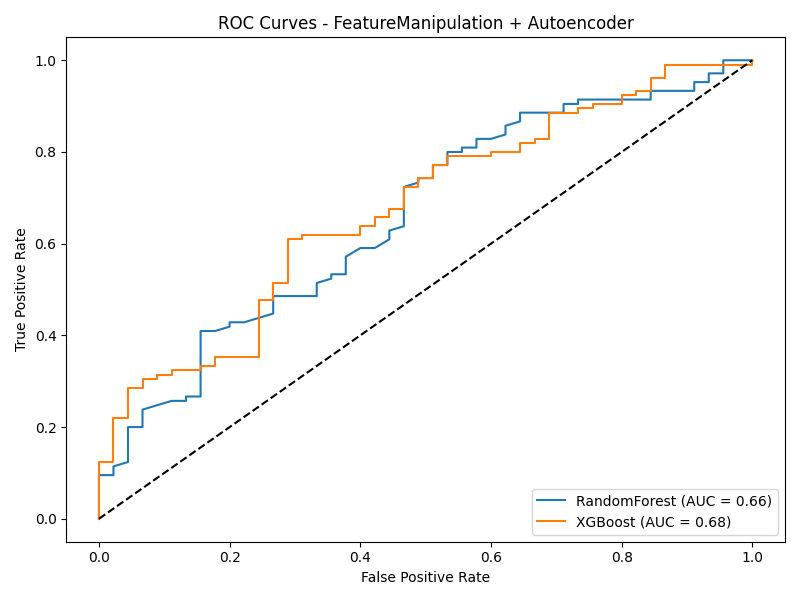 ROC Curves - FeatureManipulation + Autoencoder
True Positive Rate
1.0
0.8
0.6
0.4
0.2
0.0
0.0 0.2 0.4 0.6 0.8 1.0
False Positive Rate
RandomForest (AUC = 0.66)
XGBoost (AUC = 0.68)